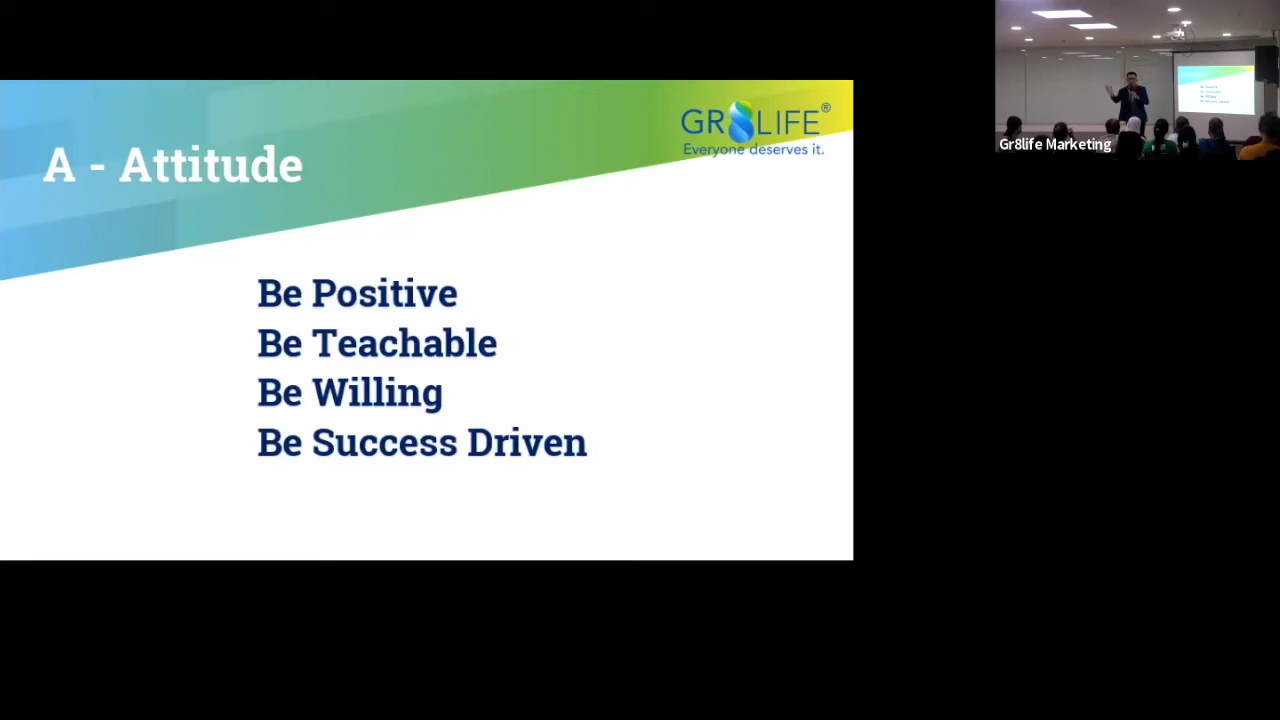 A - Attitude
GR8LIFE®
Everyone deserves it.
Be Positive
Be Teachable
Be Willing
Be Success Driven
Gr8life Marketing